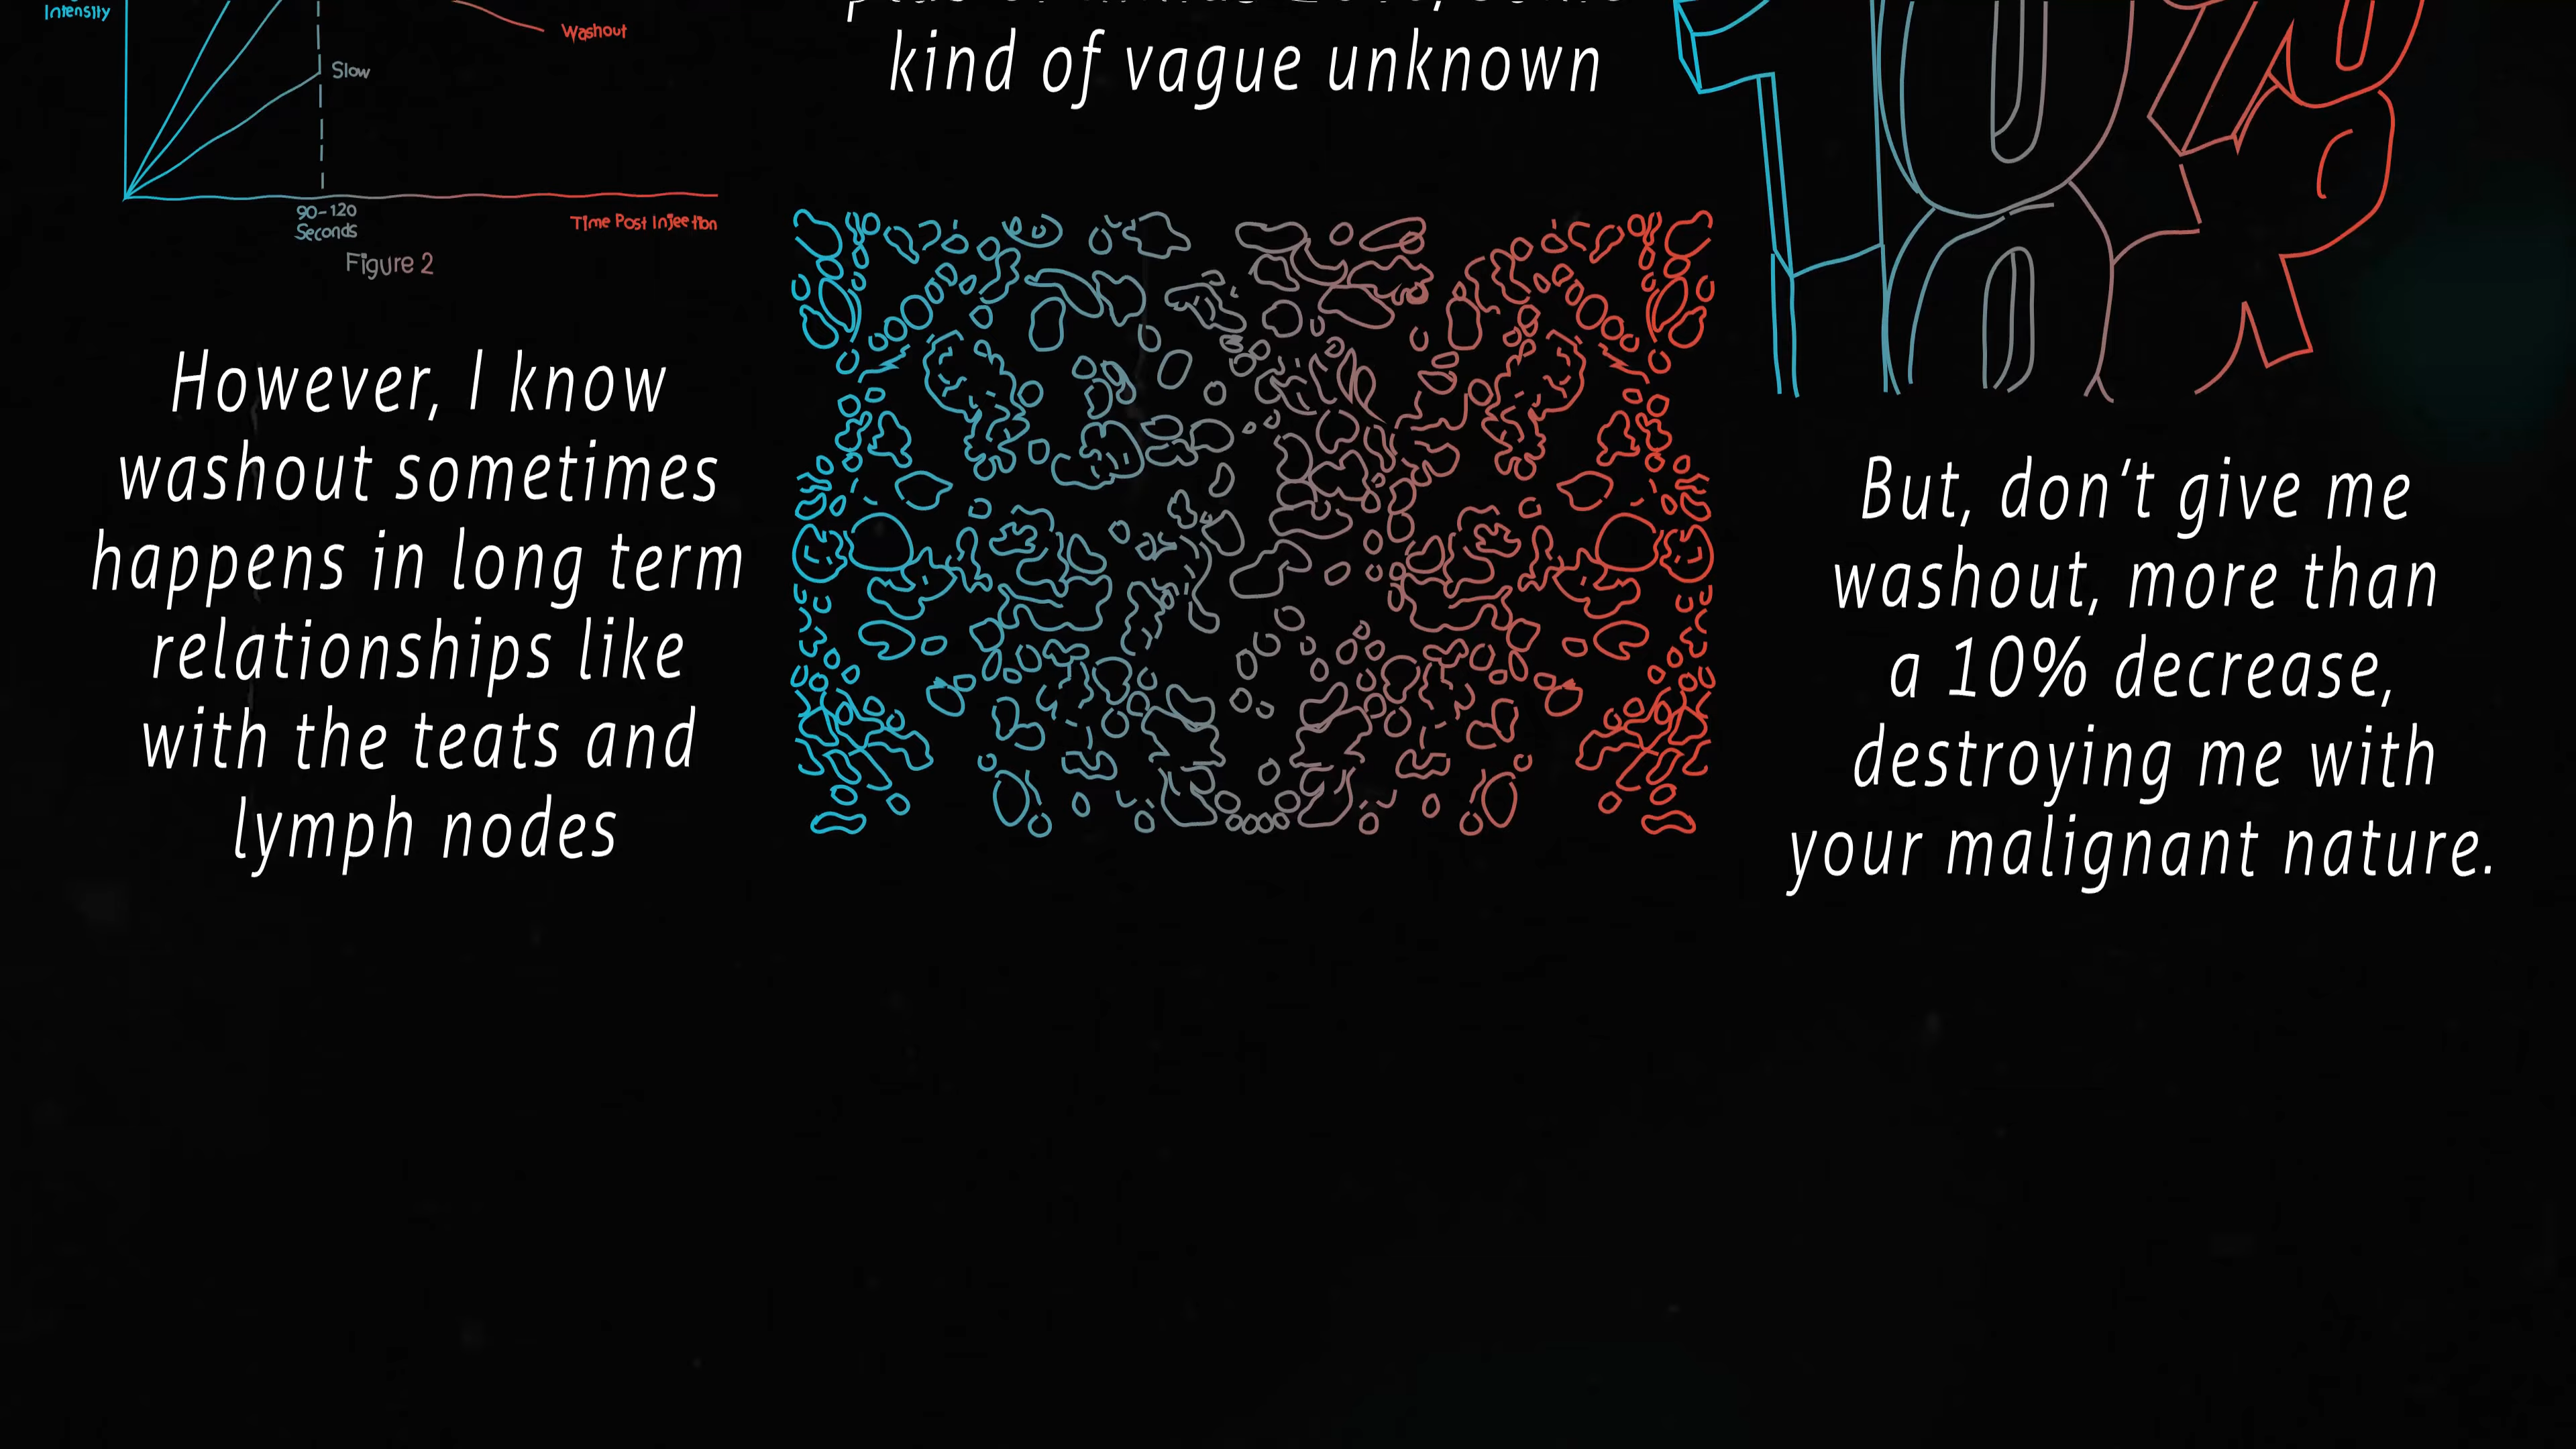 Intensity
Washout
Slow
90-120
Seconds
Time Post Injection
Figure 2
kind of vague unknown
10%
However, I know
washout sometimes
happens in long term
relationships like
with the teats and
lymph nodes
But, don't give me
washout, more than
a 10% decrease,
destroying me with
your malignant nature.